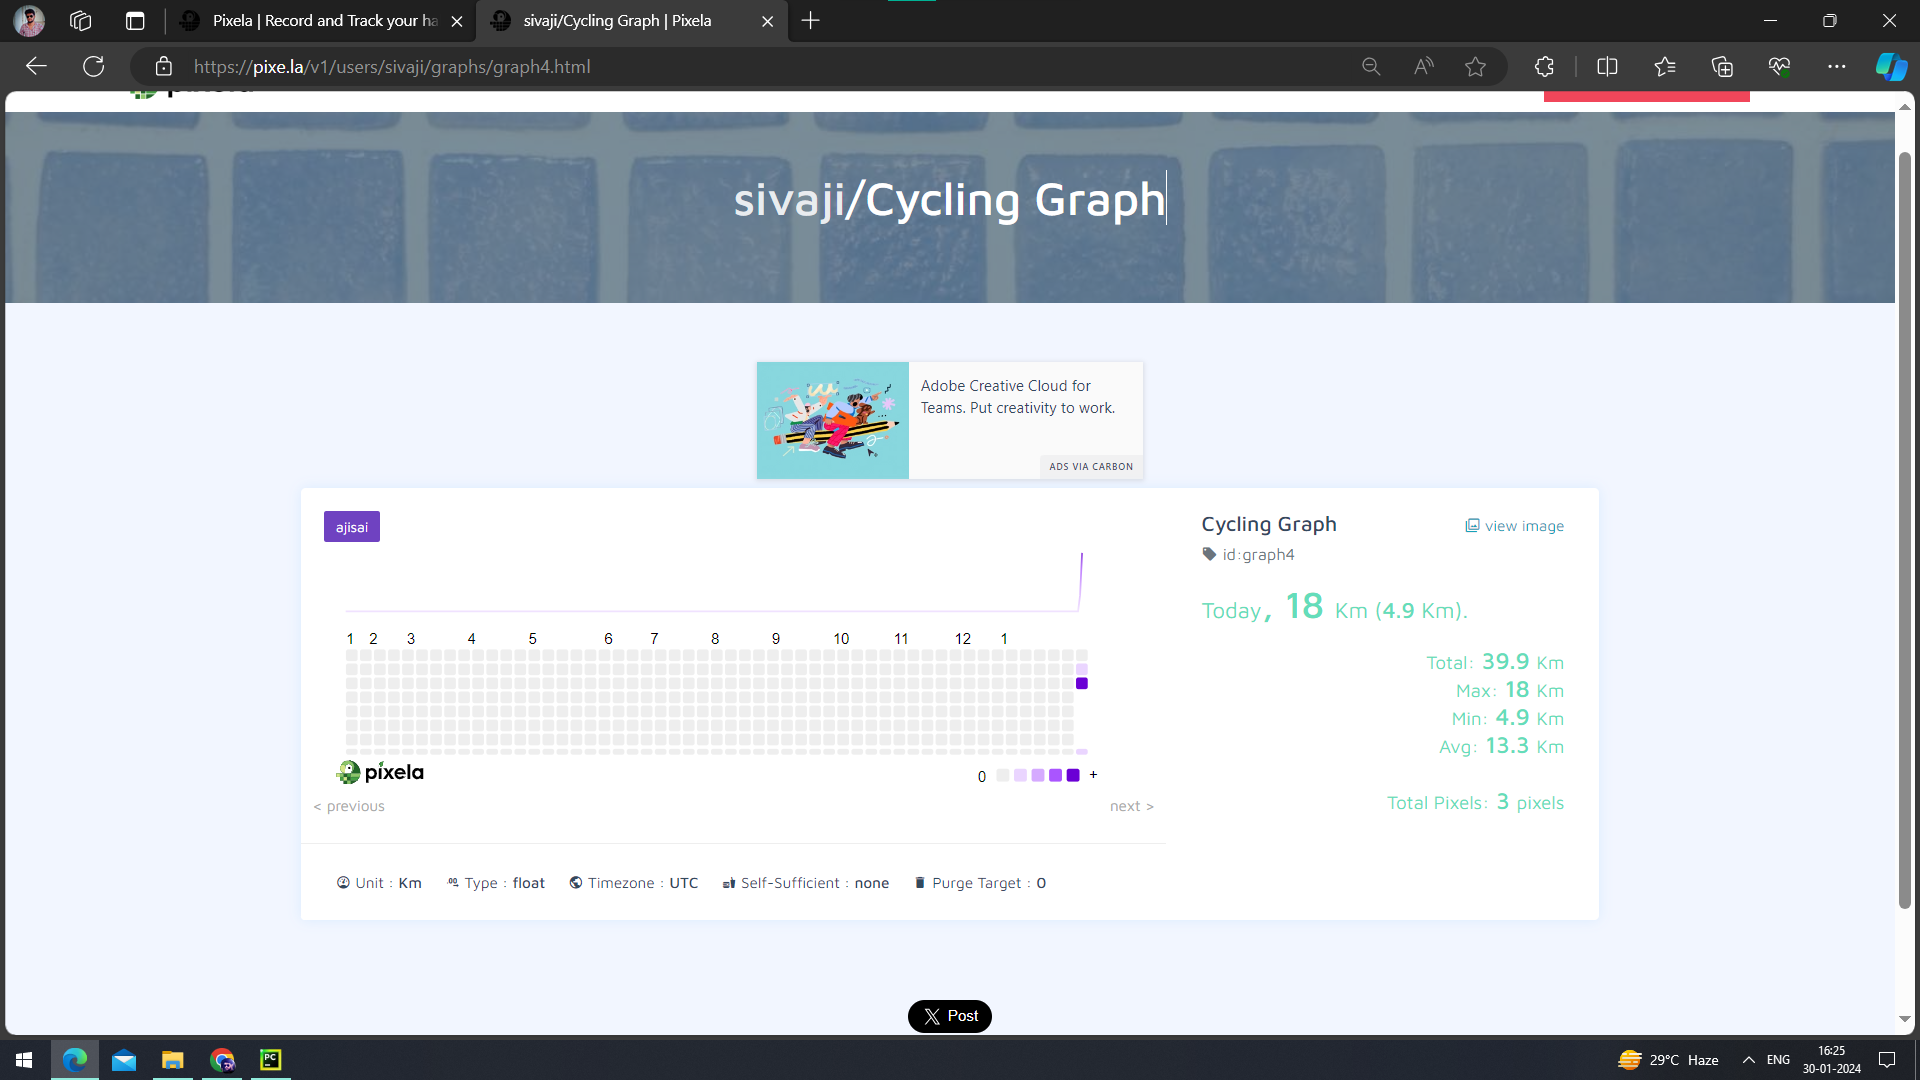 Pixela | Record and Track your ha
sivaji/Cycling Graph | Pixela
https://pixe.la/v1/users/sivaji/graphs/graph4.html
sivaji/Cycling Graph
Adobe Creative Cloud for
Teams. Put creativity to work.
ADS VIA CARBON
ajisai
1 2 3 4 5 6 7 8 9 10 11 12 1
pixela
0 +
< previous
next >
Cycling Graph
view image
id:graph4
Today, 18 Km (4.9 Km).
Total: 39.9 Km
Max: 18 Km
Min: 4.9 Km
Avg: 13.3 Km
Total Pixels: 3 pixels
Unit : Km Type : float Timezone : UTC Self-Sufficient : none Purge Target : 0
Post
PC
29°C Haze
ENG
16:25
30-01-2024